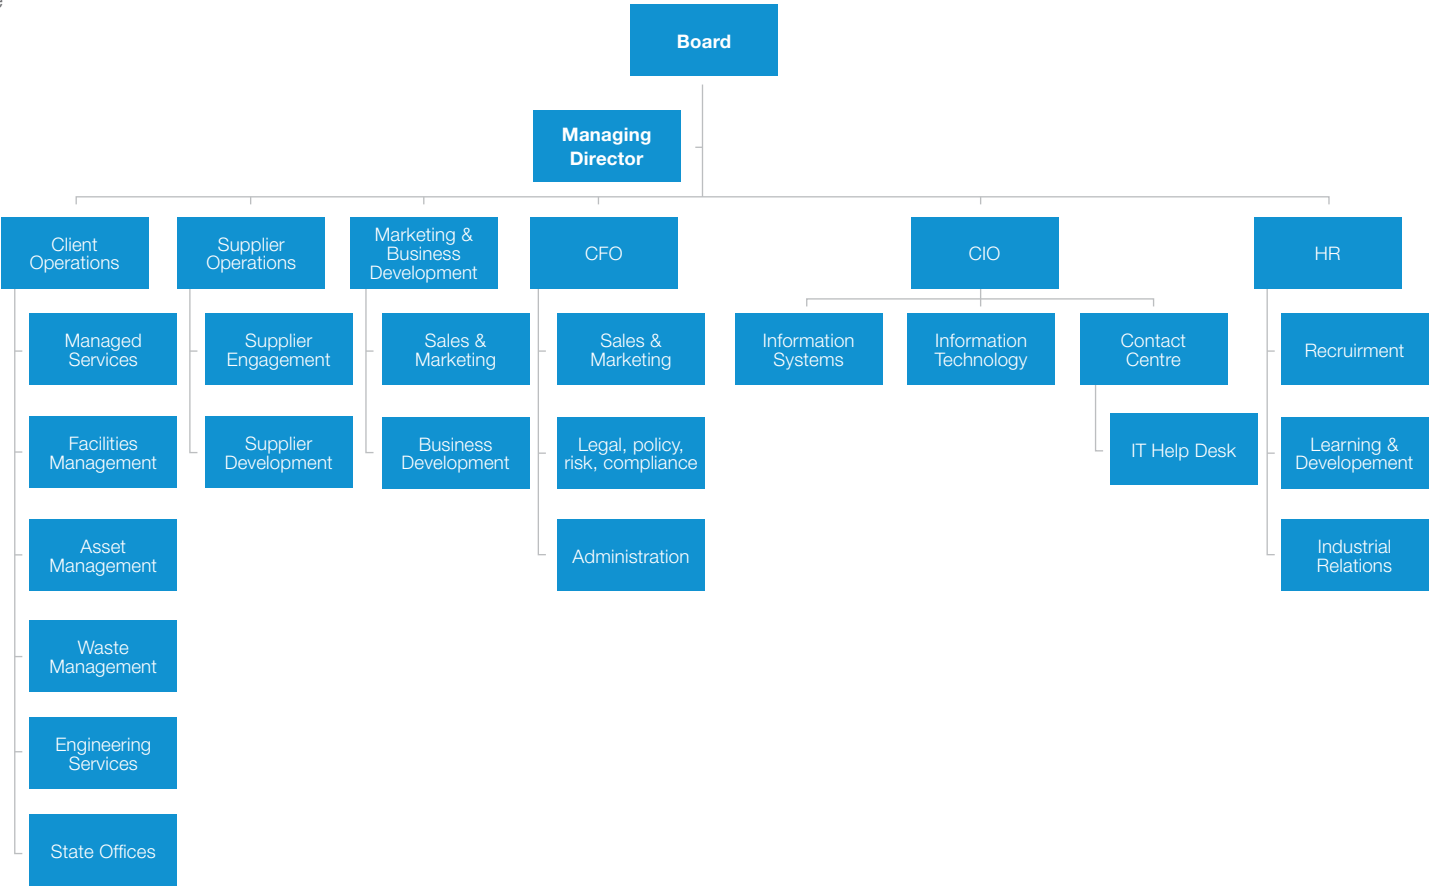 Board
Managing
Director
Client
Operations
Supplier
Operations
Marketing &
Business
Development
CFO
CIO
HR
Managed
Services
Supplier
Engagement
Sales &
Marketing
Sales &
Marketing
Information
Systems
Information
Technology
Contact
Centre
Recruirment
Facilities
Management
Supplier
Development
Business
Development
Legal, policy,
risk, compliance
IT Help Desk
Learning &
Developement
Asset
Management
Administration
Industrial
Relations
Waste
Management
Engineering
Services
State Offices